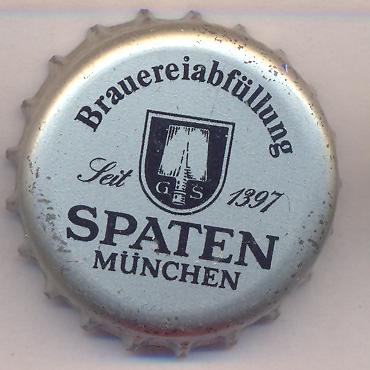 Brauereiabfüllung
G S
Seit 1397
SPATEN
MÜNCHEN